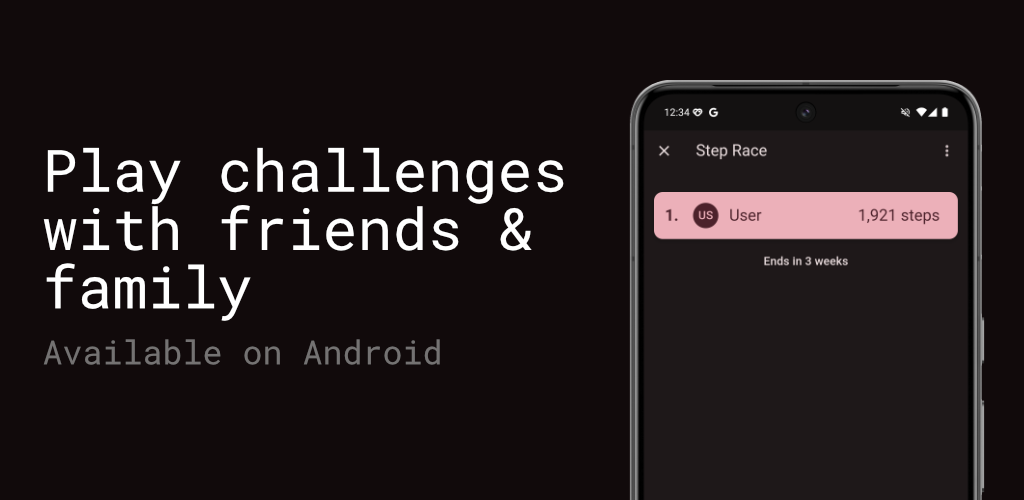 Play challenges
with friends &
family
Available on Android
12:34
Step Race
1. US User 1,921 steps
Ends in 3 weeks